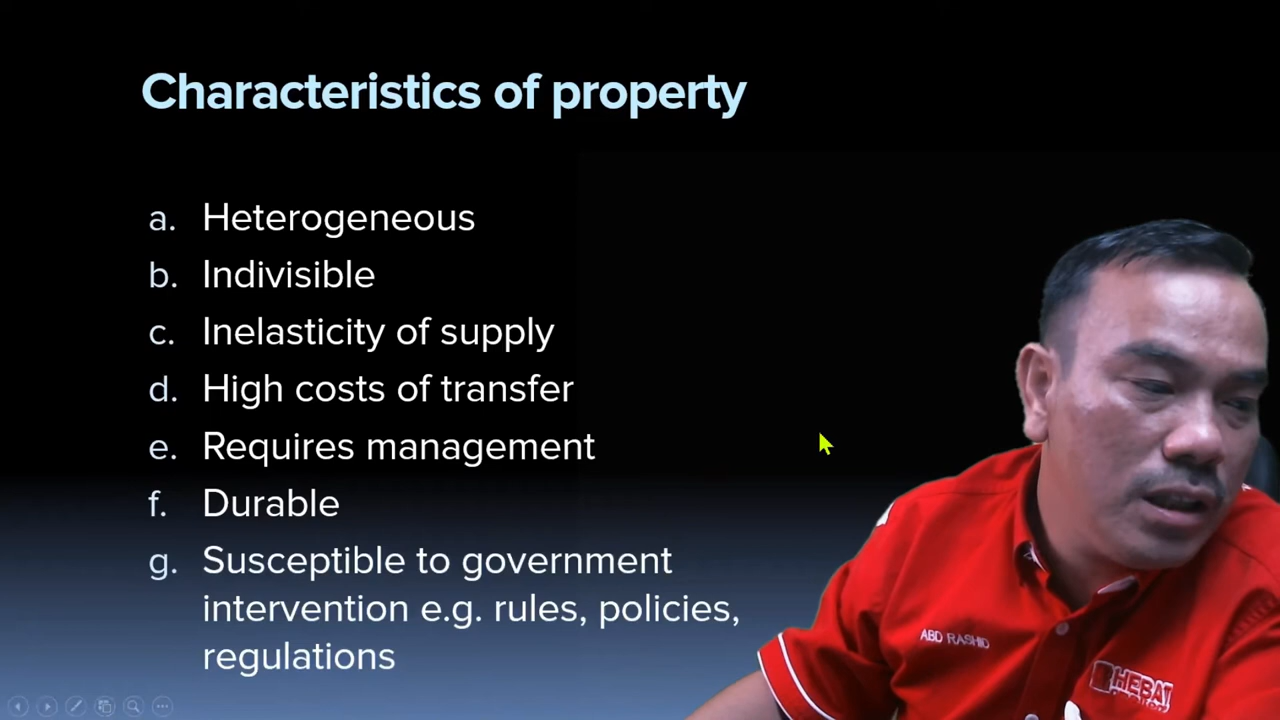 Characteristics of property
a. Heterogeneous
b. Indivisible
c. Inelasticity of supply
d. High costs of transfer
e. Requires management
f. Durable
g. Susceptible to government
intervention e.g. rules, policies,
regulations
ABD RASHID
HEBAT